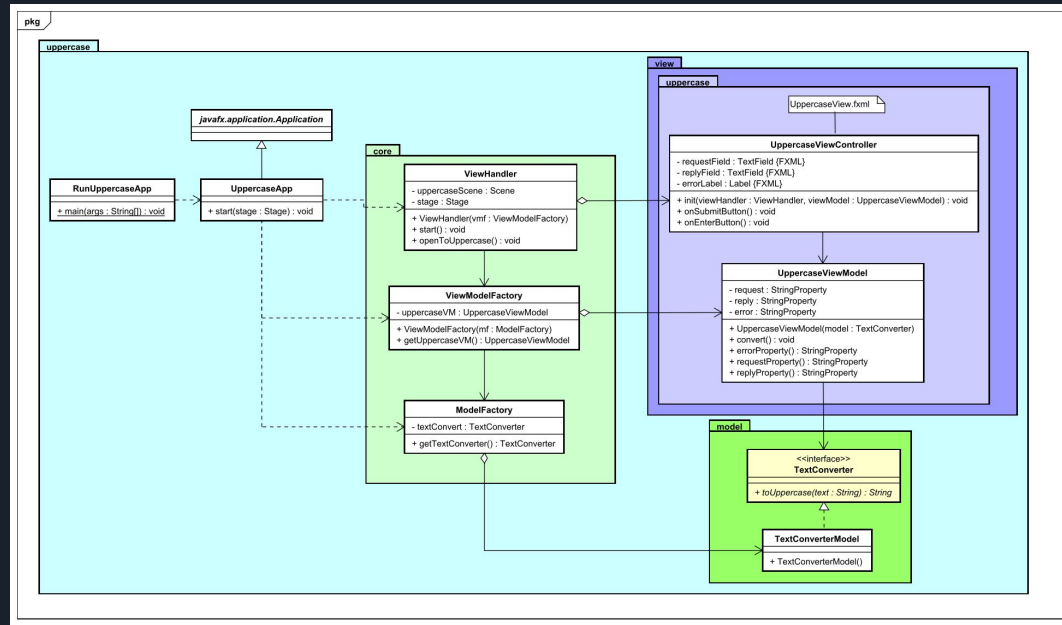 pkg
uppercase
view
uppercase
UppercaseView.fxml
javafx.application.Application
UppercaseViewController
- requestField : TextField {FXML}
- replyField : TextField {FXML}
- errorLabel : Label {FXML}
+ init(viewHandler : ViewHandler, viewModel : UppercaseViewModel) : void
+ onSubmitButton() : void
+ onEnterButton() : void
core
ViewHandler
- uppercaseScene : Scene
- stage : Stage
+ ViewHandler(vmf : ViewModelFactory)
+ start() : void
+ openToUppercase() : void
RunUppercaseApp
+ main(args : String[]) : void
UppercaseApp
+ start(stage : Stage) : void
UppercaseViewModel
- request : StringProperty
- reply : StringProperty
- error : StringProperty
+ UppercaseViewModel(model : TextConverter)
+ convert() : void
+ errorProperty() : StringProperty
+ requestProperty() : StringProperty
+ replyProperty() : StringProperty
ViewModelFactory
- uppercaseVM : UppercaseViewModel
+ ViewModelFactory(mf : ModelFactory)
+ getUppercaseVM() : UppercaseViewModel
ModelFactory
- textConvert : TextConverter
+ getTextConverter() : TextConverter
model
<<interface>>
TextConverter
+ toUppercase(text : String) : String
TextConverterModel
+ TextConverterModel()